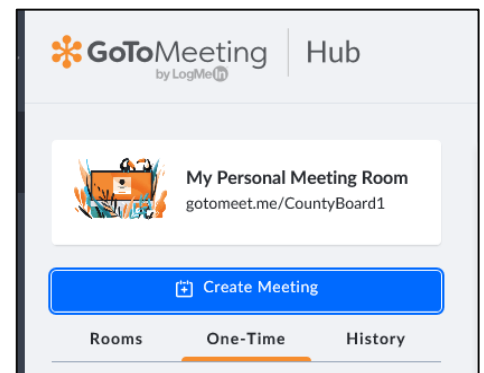 GoToMeeting Hub
by LogMeIn
My Personal Meeting Room
gotomeet.me/CountyBoard1
Create Meeting
Rooms One-Time History